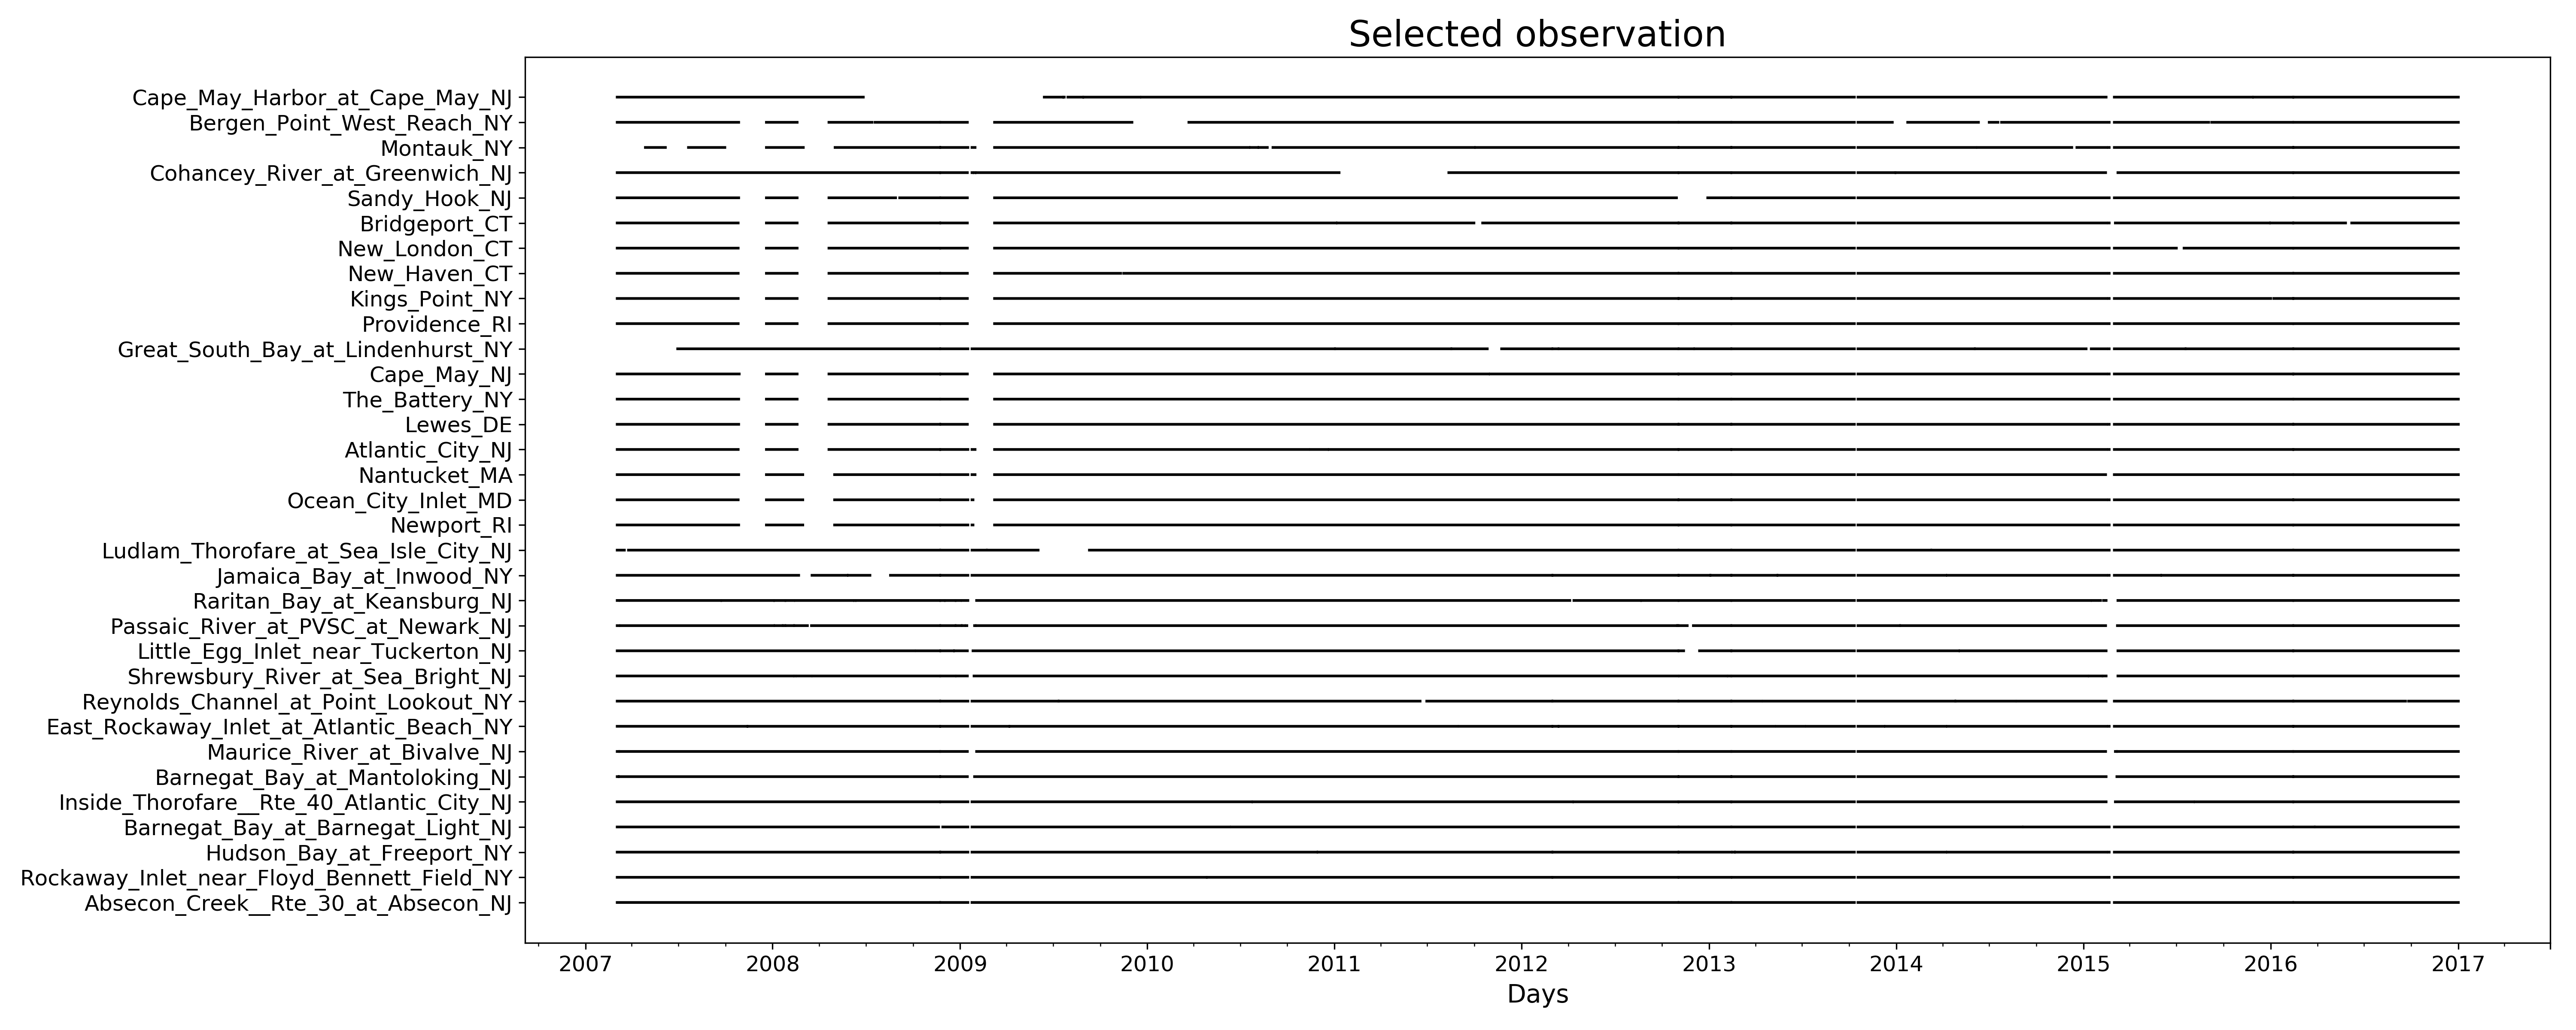 Selected observation
Cape_May_Harbor_at_Cape_May_NJ
Bergen_Point_West_Reach_NY
Montauk_NY
Cohancey_River_at_Greenwich_NJ
Sandy_Hook_NJ
Bridgeport_CT
New_London_CT
New_Haven_CT
Kings_Point_NY
Providence_RI
Great_South_Bay_at_Lindenhurst_NY
Cape_May_NJ
The_Battery_NY
Lewes_DE
Atlantic_City_NJ
Nantucket_MA
Ocean_City_Inlet_MD
Newport_RI
Ludlam_Thorofare_at_Sea_Isle_City_NJ
Jamaica_Bay_at_Inwood_NY
Raritan_Bay_at_Keansburg_NJ
Passaic_River_at_PVSC_at_Newark_NJ
Little_Egg_Inlet_near_Tuckerton_NJ
Shrewsbury_River_at_Sea_Bright_NJ
Reynolds_Channel_at_Point_Lookout_NY
East_Rockaway_Inlet_at_Atlantic_Beach_NY
Maurice_River_at_Bivalve_NJ
Barnegat_Bay_at_Mantoloking_NJ
Inside_Thorofare__Rte_40_Atlantic_City_NJ
Barnegat_Bay_at_Barnegat_Light_NJ
Hudson_Bay_at_Freeport_NY
Rockaway_Inlet_near_Floyd_Bennett_Field_NY
Absecon_Creek__Rte_30_at_Absecon_NJ
2007 2008 2009 2010 2011 2012 2013 2014 2015 2016 2017
Days